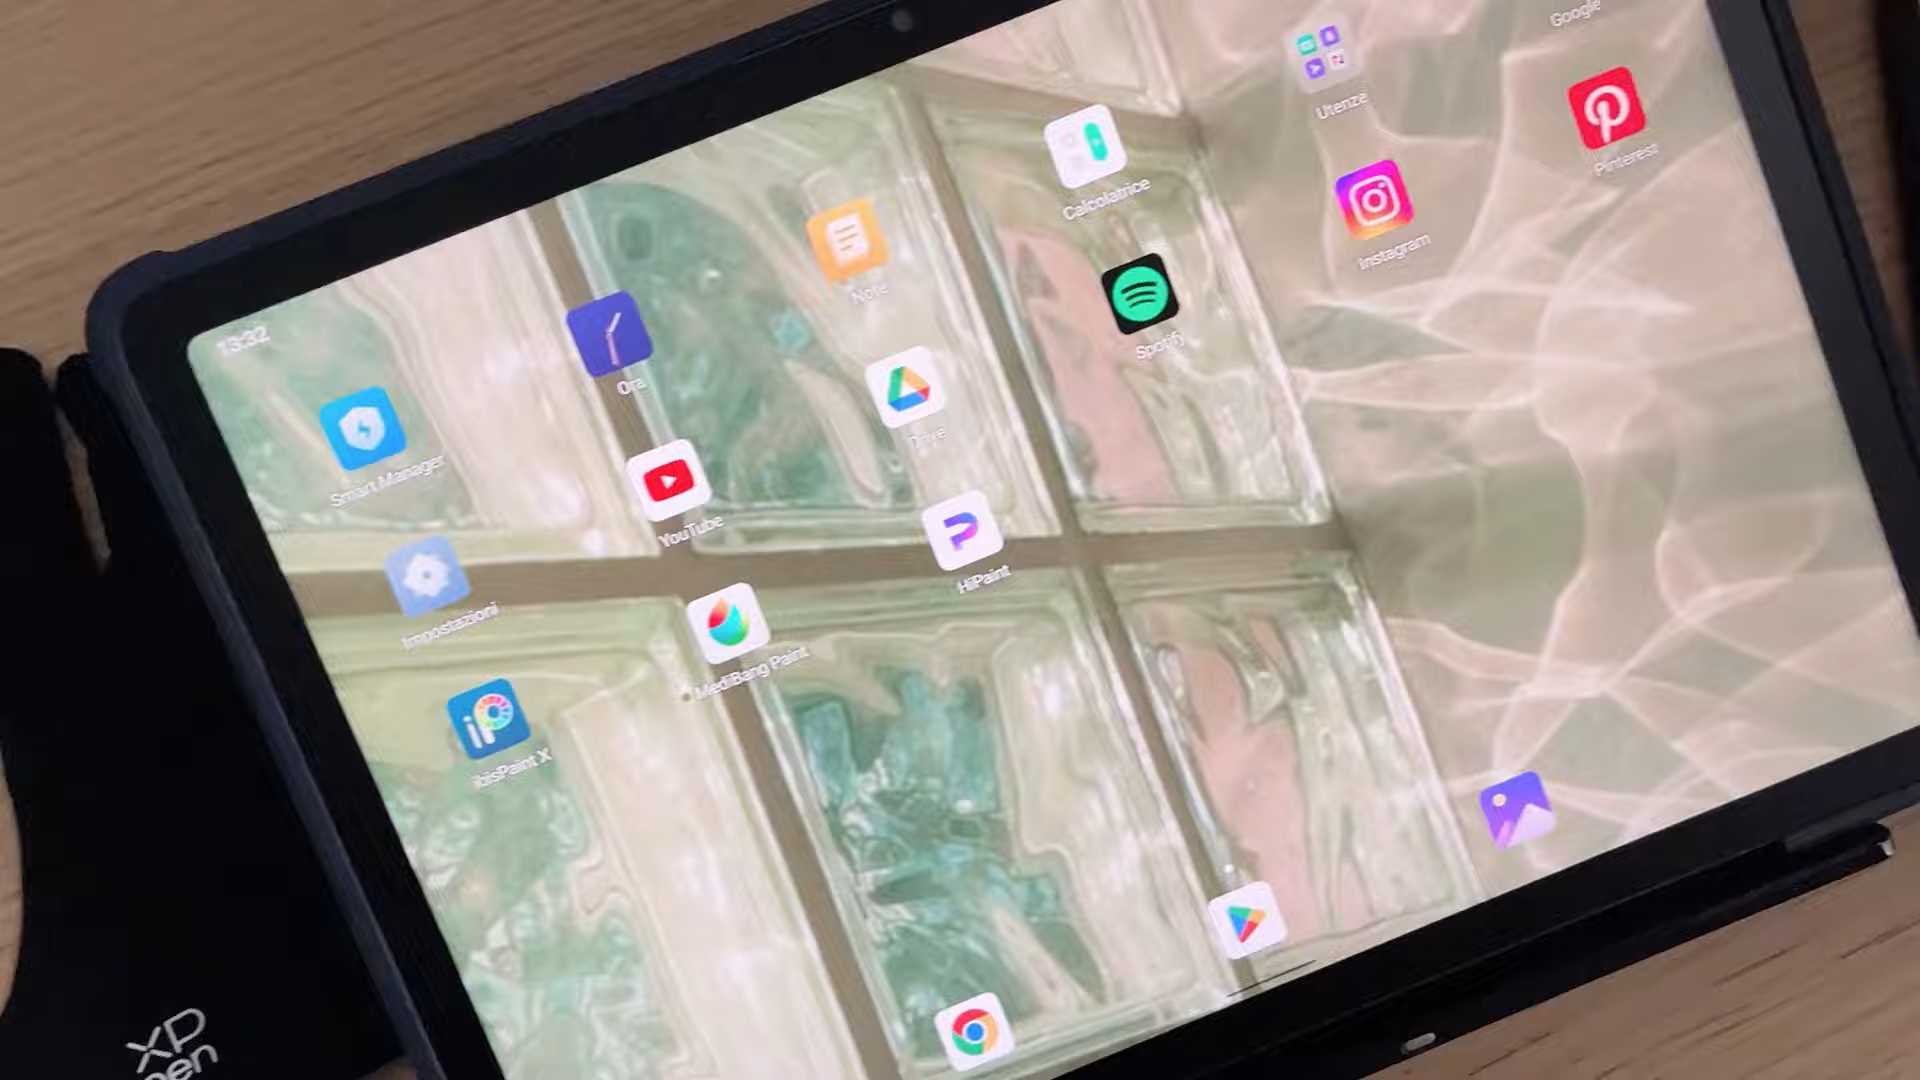 13:32
Google
Utenze
Pinterest
Calcolatrice
Instagram
Note
Spotify
Ora
Drive
Smart Manager
YouTube
HiPaint
Impostazioni
MediBang Paint
ibisPaint X
iP
XP
pen